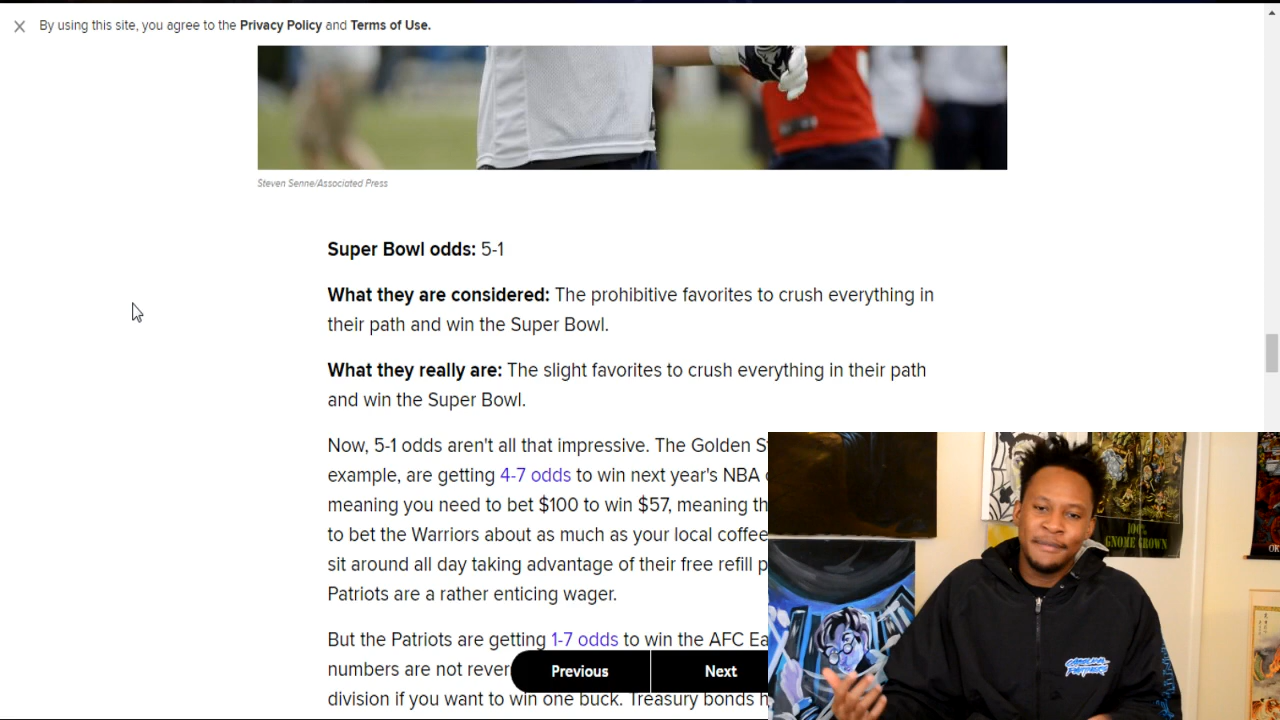 By using this site, you agree to the Privacy Policy and Terms of Use.
Steven Senne/Associated Press
Super Bowl odds: 5-1
What they are considered: The prohibitive favorites to crush everything in
their path and win the Super Bowl.
What they really are: The slight favorites to crush everything in their path
and win the Super Bowl.
Now, 5-1 odds aren't all that impressive. The Golden
example, are getting 4-7 odds to win next year's NBA
meaning you need to bet $100 to win $57, meaning
to bet the Warriors about as much as your local coffee
sit around all day taking advantage of their free refill
Patriots are a rather enticing wager.
But the Patriots are getting 1-7 odds to win the AFC
numbers are not
division if you want to win one buck. Treasury bonds
Previous
Next
100%
GNOME GROWN